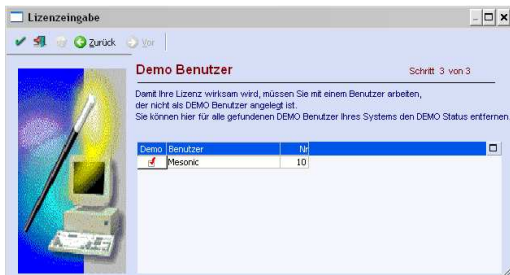 Lizenzeingabe
Zurück Vor
Demo Benutzer
Schritt 3 von 3
Damit Ihre Lizenz wirksam wird, müssen Sie mit einem Benutzer arbeiten,
der nicht als DEMO Benutzer angelegt ist.
Sie können hier für alle gefundenen DEMO Benutzer Ihres Systems den DEMO Status entfernen
Demo Benutzer Nr
Mesonic 10